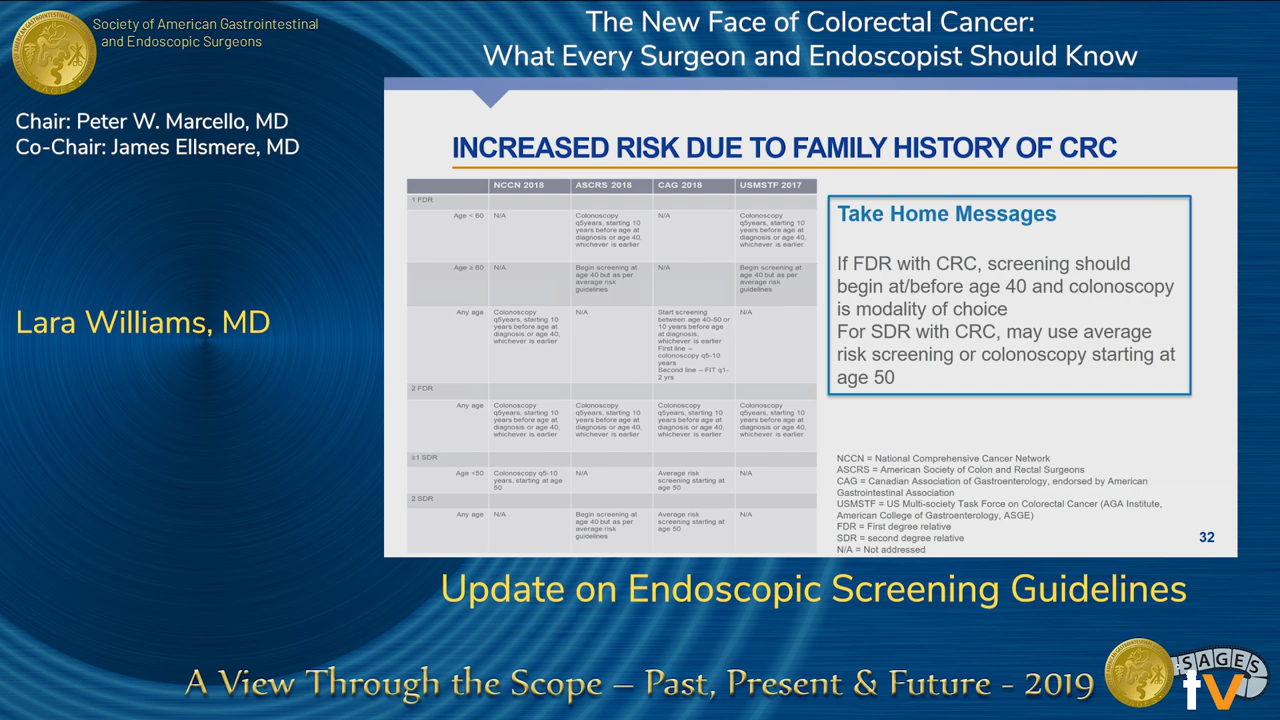 Society of American Gastrointestinal
and Endoscopic Surgeons
The New Face of Colorectal Cancer:
What Every Surgeon and Endoscopist Should Know
Chair: Peter W. Marcello, MD
Co-Chair: James Ellsmere, MD
Lara Williams, MD
INCREASED RISK DUE TO FAMILY HISTORY OF CRC
NCCN 2018 ASCRS 2018 CAG 2018 USMSTF 2017
1 FDR
Age < 60 N/A Colonoscopy q5years, starting 10 years before age at diagnosis or age 40, whichever is earlier N/A Colonoscopy q5years, starting 10 years before age at diagnosis or age 40, whichever is earlier
Age ≥ 60 N/A Begin screening at age 40 but as per average risk guidelines N/A Begin screening at age 40 but as per average risk guidelines
Any age Colonoscopy q5years, starting 10 years before age at diagnosis or age 40, whichever is earlier N/A Start screening between age 40-50 or 10 years before age at diagnosis, whichever is earlier First line – colonoscopy q5-10 years Second line – FIT q1-2 yrs N/A
2 FDR
Any age Colonoscopy q5years, starting 10 years before age at diagnosis or age 40, whichever is earlier Colonoscopy q5years, starting 10 years before age at diagnosis or age 40, whichever is earlier Colonoscopy q5years, starting 10 years before age at diagnosis or age 40, whichever is earlier Colonoscopy q5years, starting 10 years before age at diagnosis or age 40, whichever is earlier
≥1 SDR
Age <50 Colonoscopy q5-10 years, starting at age 50 N/A Average risk screening starting at age 50 N/A
2 SDR
Any age N/A Begin screening at age 40 but as per average risk guidelines Average risk screening starting at age 50 N/A
Take Home Messages
If FDR with CRC, screening should
begin at/before age 40 and colonoscopy
is modality of choice
For SDR with CRC, may use average
risk screening or colonoscopy starting at
age 50
NCCN = National Comprehensive Cancer Network
ASCRS = American Society of Colon and Rectal Surgeons
CAG = Canadian Association of Gastroenterology, endorsed by American
Gastrointestinal Association
USMSTF = US Multi-society Task Force on Colorectal Cancer (AGA Institute,
American College of Gastroenterology, ASGE)
FDR = First degree relative
SDR = second degree relative
N/A = Not addressed
32
Update on Endoscopic Screening Guidelines
A View Through the Scope – Past, Present & Future - 2019
SAGES
tv